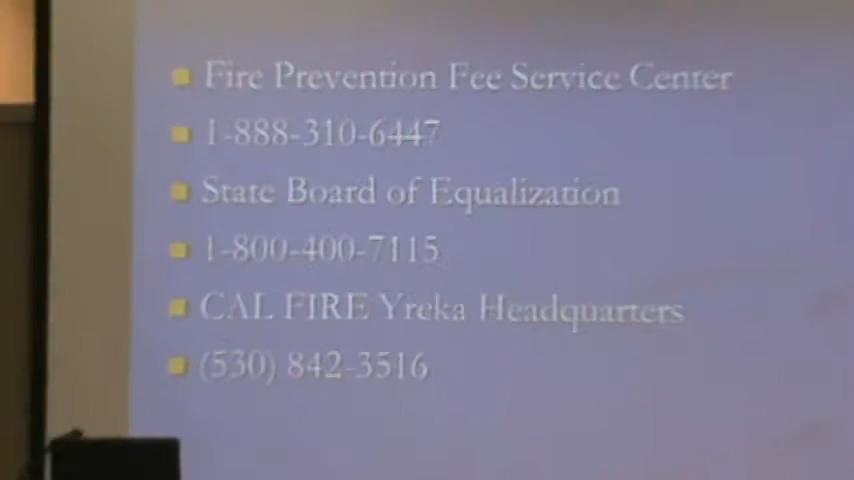 Fire Prevention Fee Service Center
1-888-310-6447
State Board of Equalization
1-800-400-7115
CAL FIRE Yreka Headquarters
(530) 842-3516